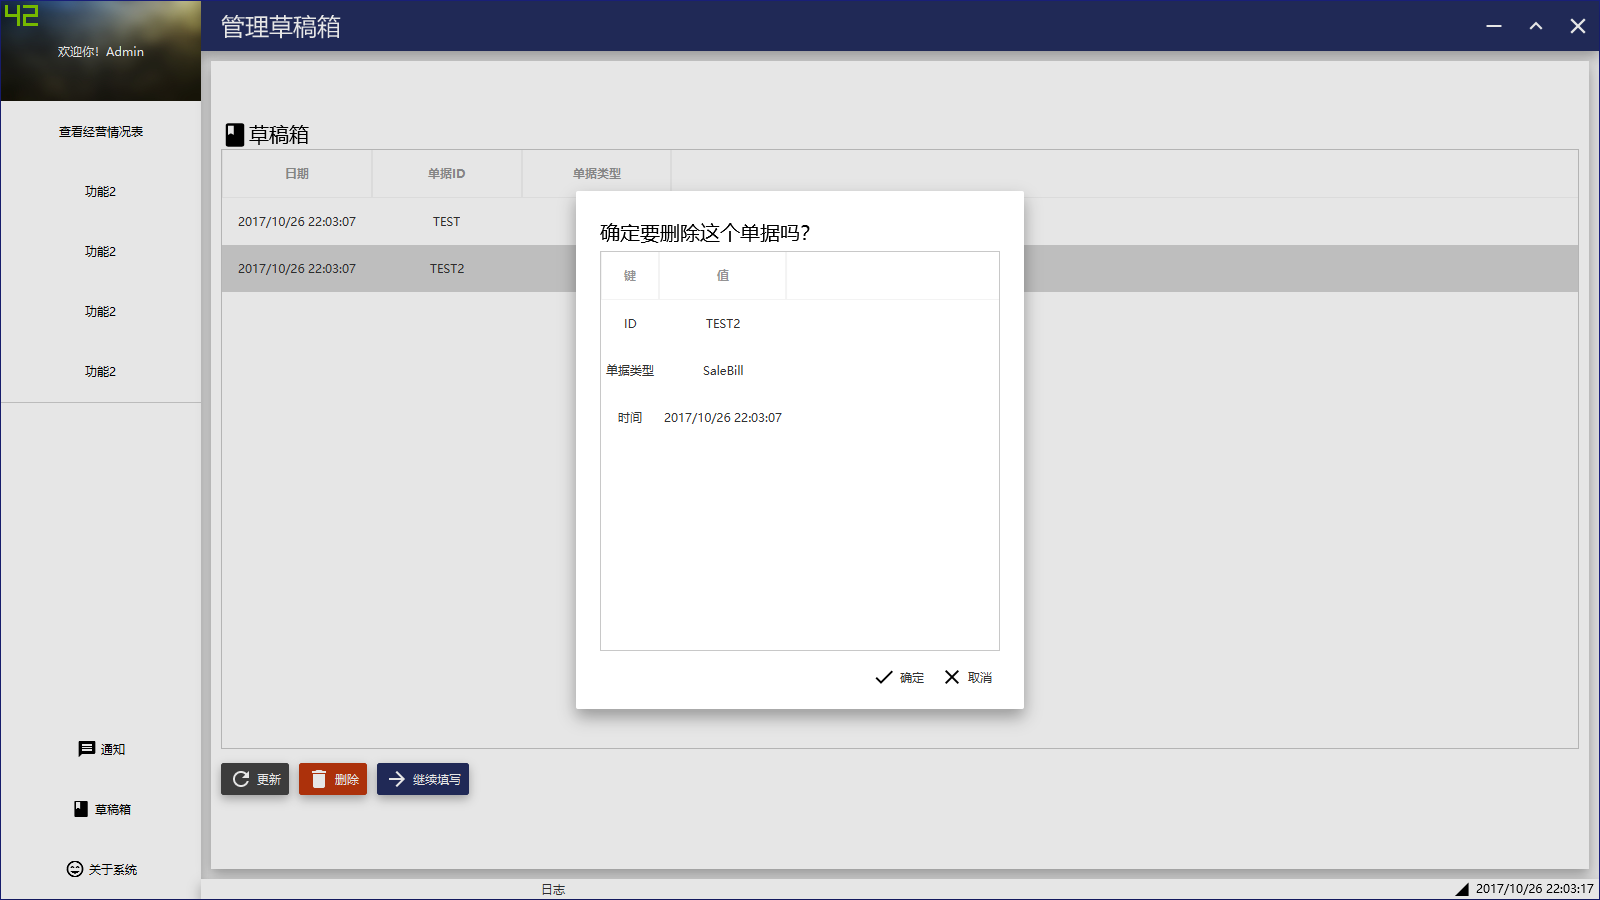 42
管理草稿箱
欢迎你！Admin
查看经营情况表
功能2
功能2
功能2
功能2
通知
草稿箱
关于系统
草稿箱
日期 单据ID 单据类型
2017/10/26 22:03:07 TEST
2017/10/26 22:03:07 TEST2
确定要删除这个单据吗？
键 值
ID TEST2
单据类型 SaleBill
时间 2017/10/26 22:03:07
确定 取消
更新 删除 继续填写
日志 2017/10/26 22:03:17